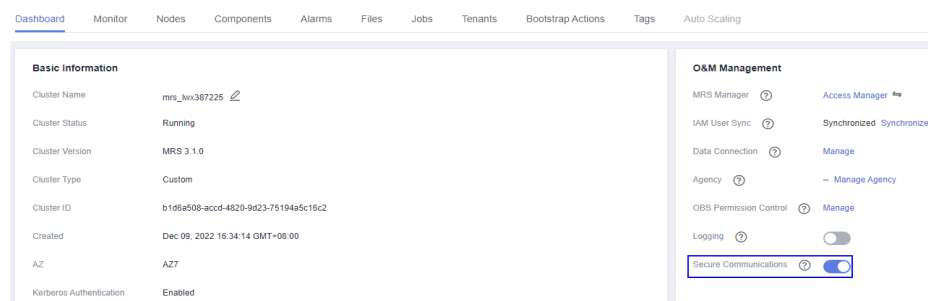 Dashboard Monitor Nodes Components Alarms Files Jobs Tenants Bootstrap Actions Tags Auto Scaling
Basic Information
Cluster Name mrs_lwx387225
Cluster Status Running
Cluster Version MRS 3.1.0
Cluster Type Custom
Cluster ID b1d6a508-accd-4820-9d23-75194a5c16c2
Created Dec 09, 2022 16:34:14 GMT+08:00
AZ AZ7
Kerberos Authentication Enabled
O&M Management
MRS Manager ? Access Manager
IAM User Sync ? Synchronized Synchronize
Data Connection ? Manage
Agency ? -- Manage Agency
OBS Permission Control ? Manage
Logging ?
Secure Communications ?